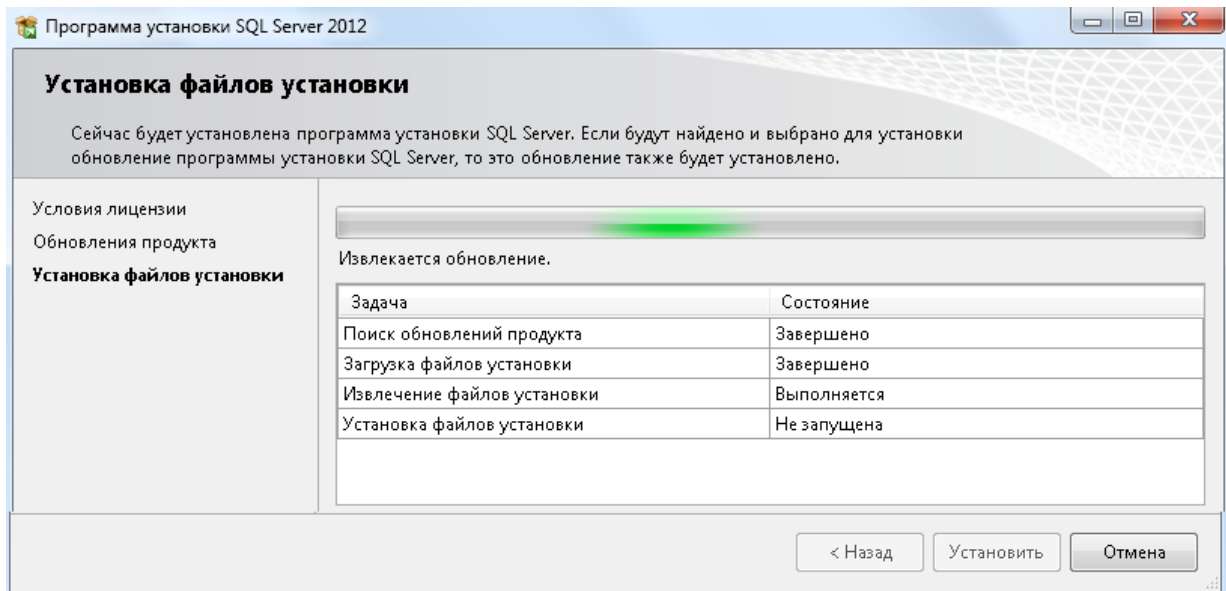 Программа установки SQL Server 2012
Установка файлов установки
Сейчас будет установлена программа установки SQL Server. Если будут найдено и выбрано для установки
обновление программы установки SQL Server, то это обновление также будет установлено.
Условия лицензии
Обновления продукта
Установка файлов установки
Извлекается обновление.
Задача Состояние
Поиск обновлений продукта Завершено
Загрузка файлов установки Завершено
Извлечение файлов установки Выполняется
Установка файлов установки Не запущена
< Назад Установить Отмена